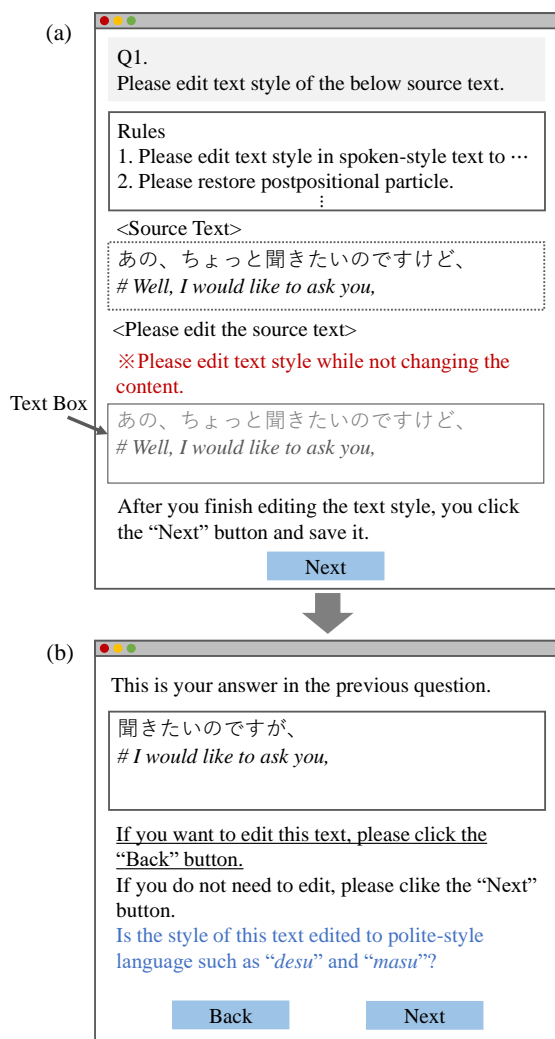 (a)
Q1.
Please edit text style of the below source text.
Rules
1. Please edit text style in spoken-style text to ⋯
2. Please restore postpositional particle.
⋮
<Source Text>
あの、ちょっと聞きたいのですけど、
# Well, I would like to ask you,
<Please edit the source text>
※Please edit text style while not changing the
content.
Text Box
あの、ちょっと聞きたいのですけど、
# Well, I would like to ask you,
After you finish editing the text style, you click
the “Next” button and save it.
Next
(b)
This is your answer in the previous question.
聞きたいのですが、
# I would like to ask you,
If you want to edit this text, please click the
“Back” button.
If you do not need to edit, please clike the “Next”
button.
Is the style of this text edited to polite-style
language such as “desu” and “masu”?
Back
Next